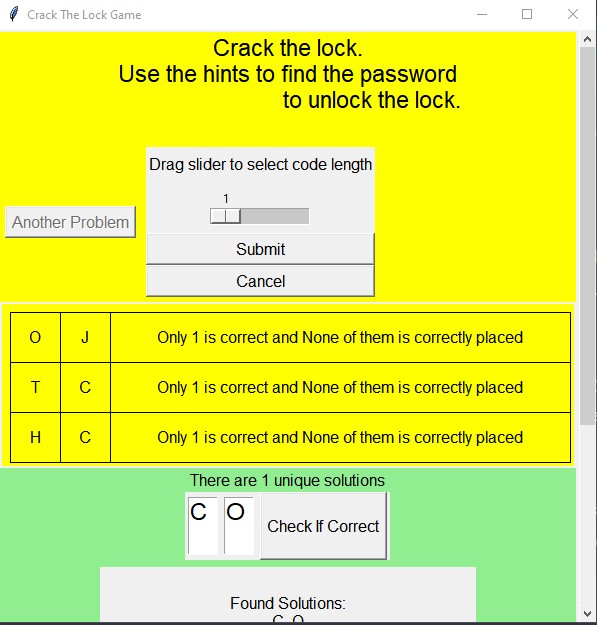 Crack The Lock Game
Crack the lock.
Use the hints to find the password
to unlock the lock.
Drag slider to select code length
1
Another Problem
Submit
Cancel
O J Only 1 is correct and None of them is correctly placed
T C Only 1 is correct and None of them is correctly placed
H C Only 1 is correct and None of them is correctly placed
There are 1 unique solutions
C O Check If Correct
Found Solutions:
C O